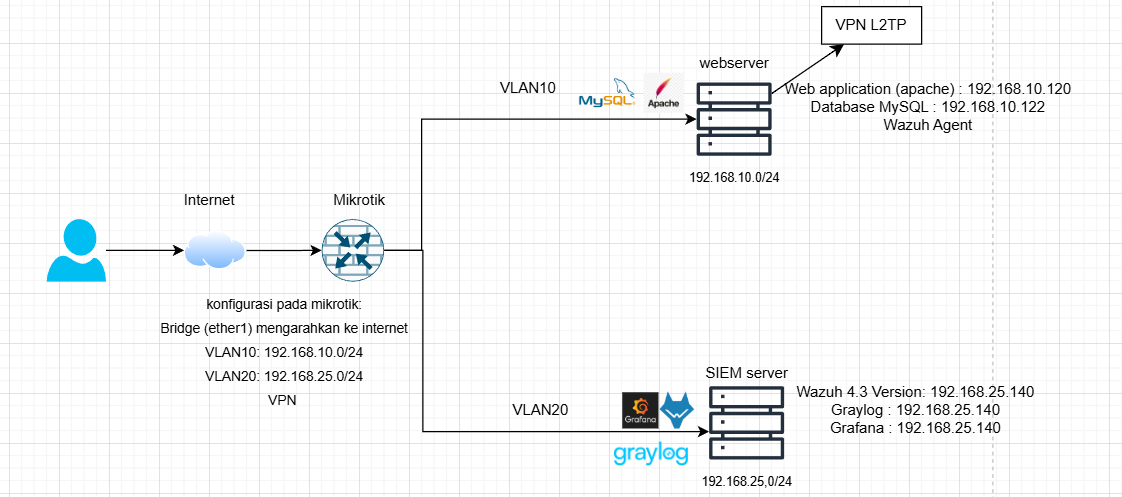 VPN L2TP
webserver
VLAN10
MySQL
Apache
Web application (apache) : 192.168.10.120
Database MySQL : 192.168.10.122
Wazuh Agent
192.168.10.0/24
Internet
Mikrotik
konfigurasi pada mikrotik:
Bridge (ether1) mengarahkan ke internet
VLAN10: 192.168.10.0/24
VLAN20: 192.168.25.0/24
VPN
SIEM server
VLAN20
Grafana
graylog
Wazuh 4.3 Version: 192.168.25.140
Graylog : 192.168.25.140
Grafana : 192.168.25.140
192.168.25,0/24